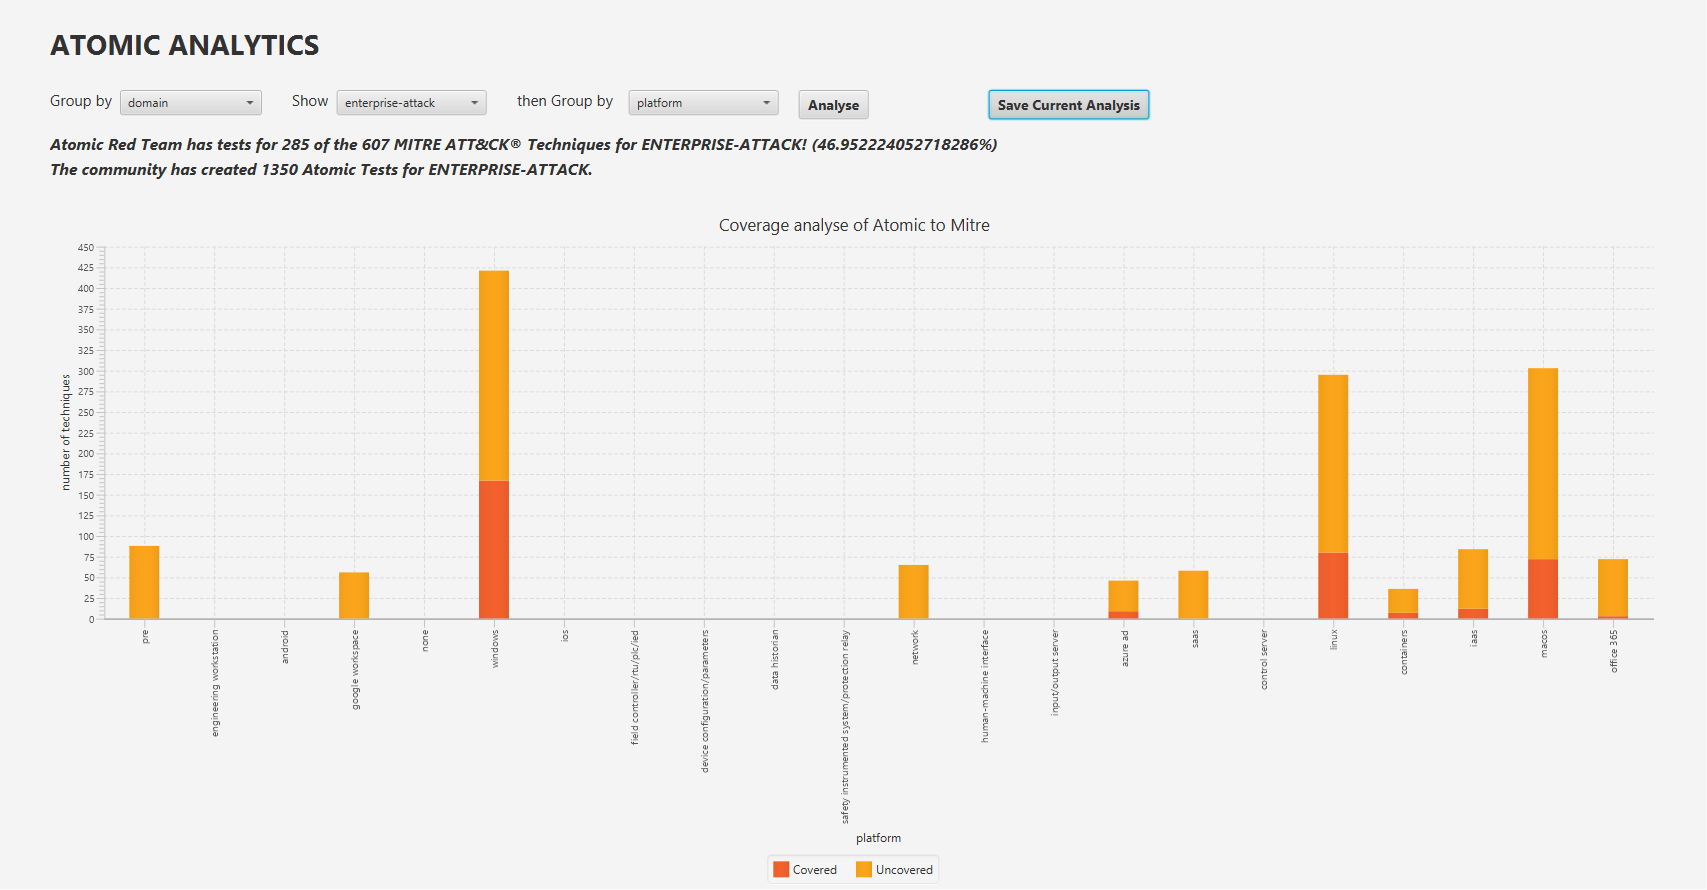 ATOMIC ANALYTICS
Group by domain Show enterprise-attack then Group by platform Analyse Save Current Analysis
Atomic Red Team has tests for 285 of the 607 MITRE ATT&CK® Techniques for ENTERPRISE-ATTACK! (46.952224052718286%)
The community has created 1350 Atomic Tests for ENTERPRISE-ATTACK.
Coverage analyse of Atomic to Mitre
number of techniques
450
425
400
375
350
325
300
275
250
225
200
175
150
125
100
75
50
25
0
pre
engineering workstation
android
google workspace
none
windows
ios
field controller/rtu/plc/ied
device configuration/parameters
data historian
safety instrumented system/protection relay
network
human-machine interface
input/output server
azure ad
saas
control server
linux
containers
iaas
macos
office 365
platform
Covered Uncovered